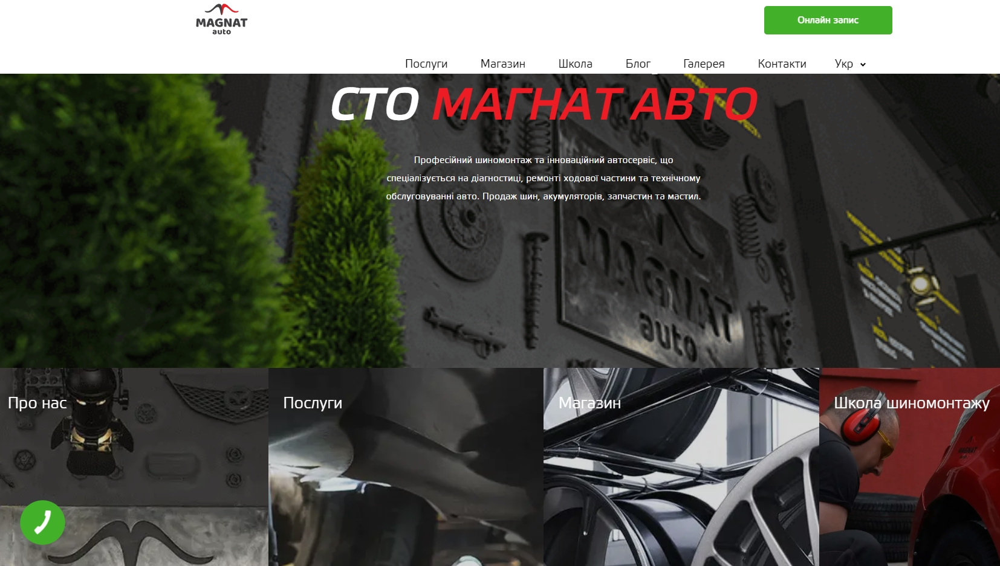 MAGNAT
auto
Онлайн запис
Послуги Магазин Школа Блог Галерея Контакти Укр
СТО МАГНАТ АВТО
Професійний шиномонтаж та інноваційний автосервіс, що
спеціалізується на діагностиці, ремонті ходової частини та технічному
обслуговуванні авто. Продаж шин, акумуляторів, запчастин та мастил.
MAGNAT
auto
Про нас
Послуги
Магазин
Школа шиномонтажу
MAGNAT